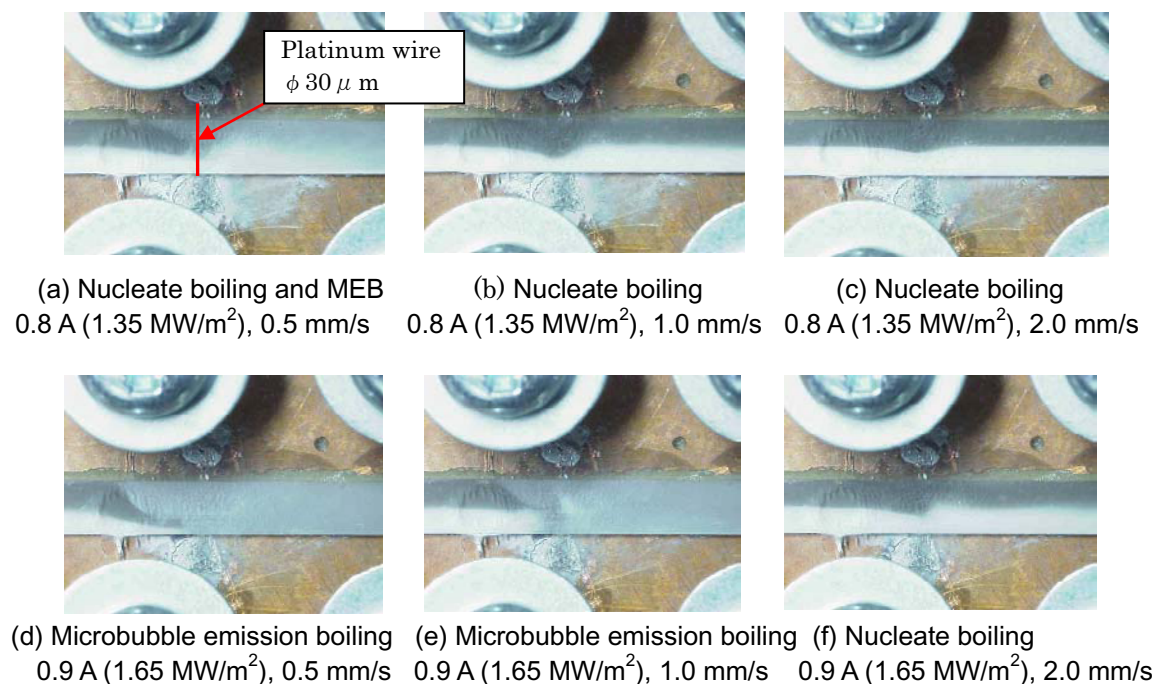 Platinum wire
φ 30 μ m
(a) Nucleate boiling and MEB
0.8 A (1.35 MW/m²), 0.5 mm/s
(b) Nucleate boiling
0.8 A (1.35 MW/m²), 1.0 mm/s
(c) Nucleate boiling
0.8 A (1.35 MW/m²), 2.0 mm/s
(d) Microbubble emission boiling
0.9 A (1.65 MW/m²), 0.5 mm/s
(e) Microbubble emission boiling
0.9 A (1.65 MW/m²), 1.0 mm/s
(f) Nucleate boiling
0.9 A (1.65 MW/m²), 2.0 mm/s